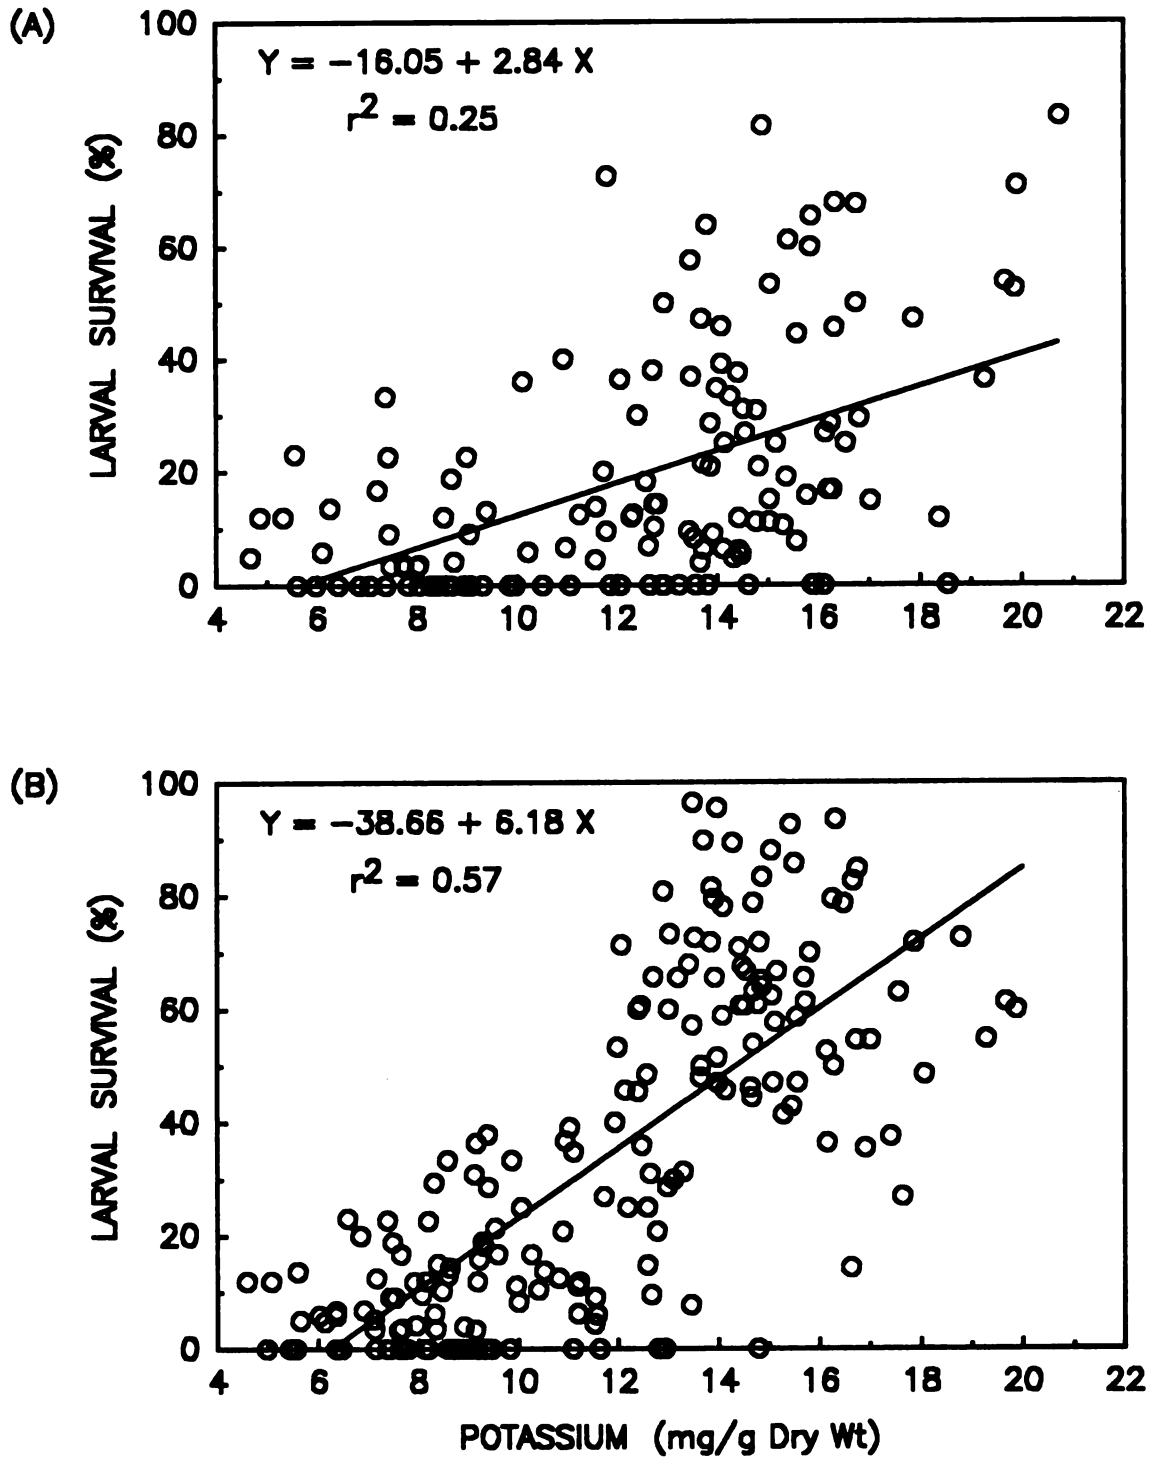 (A)
100
80
60
40
20
0
LARVAL SURVIVAL (%)
Y = −16.05 + 2.84 X
r² = 0.25
4 6 8 10 12 14 16 18 20 22
(B)
100
80
60
40
20
0
LARVAL SURVIVAL (%)
Y = −38.66 + 6.18 X
r² = 0.57
4 6 8 10 12 14 16 18 20 22
POTASSIUM (mg/g Dry Wt)